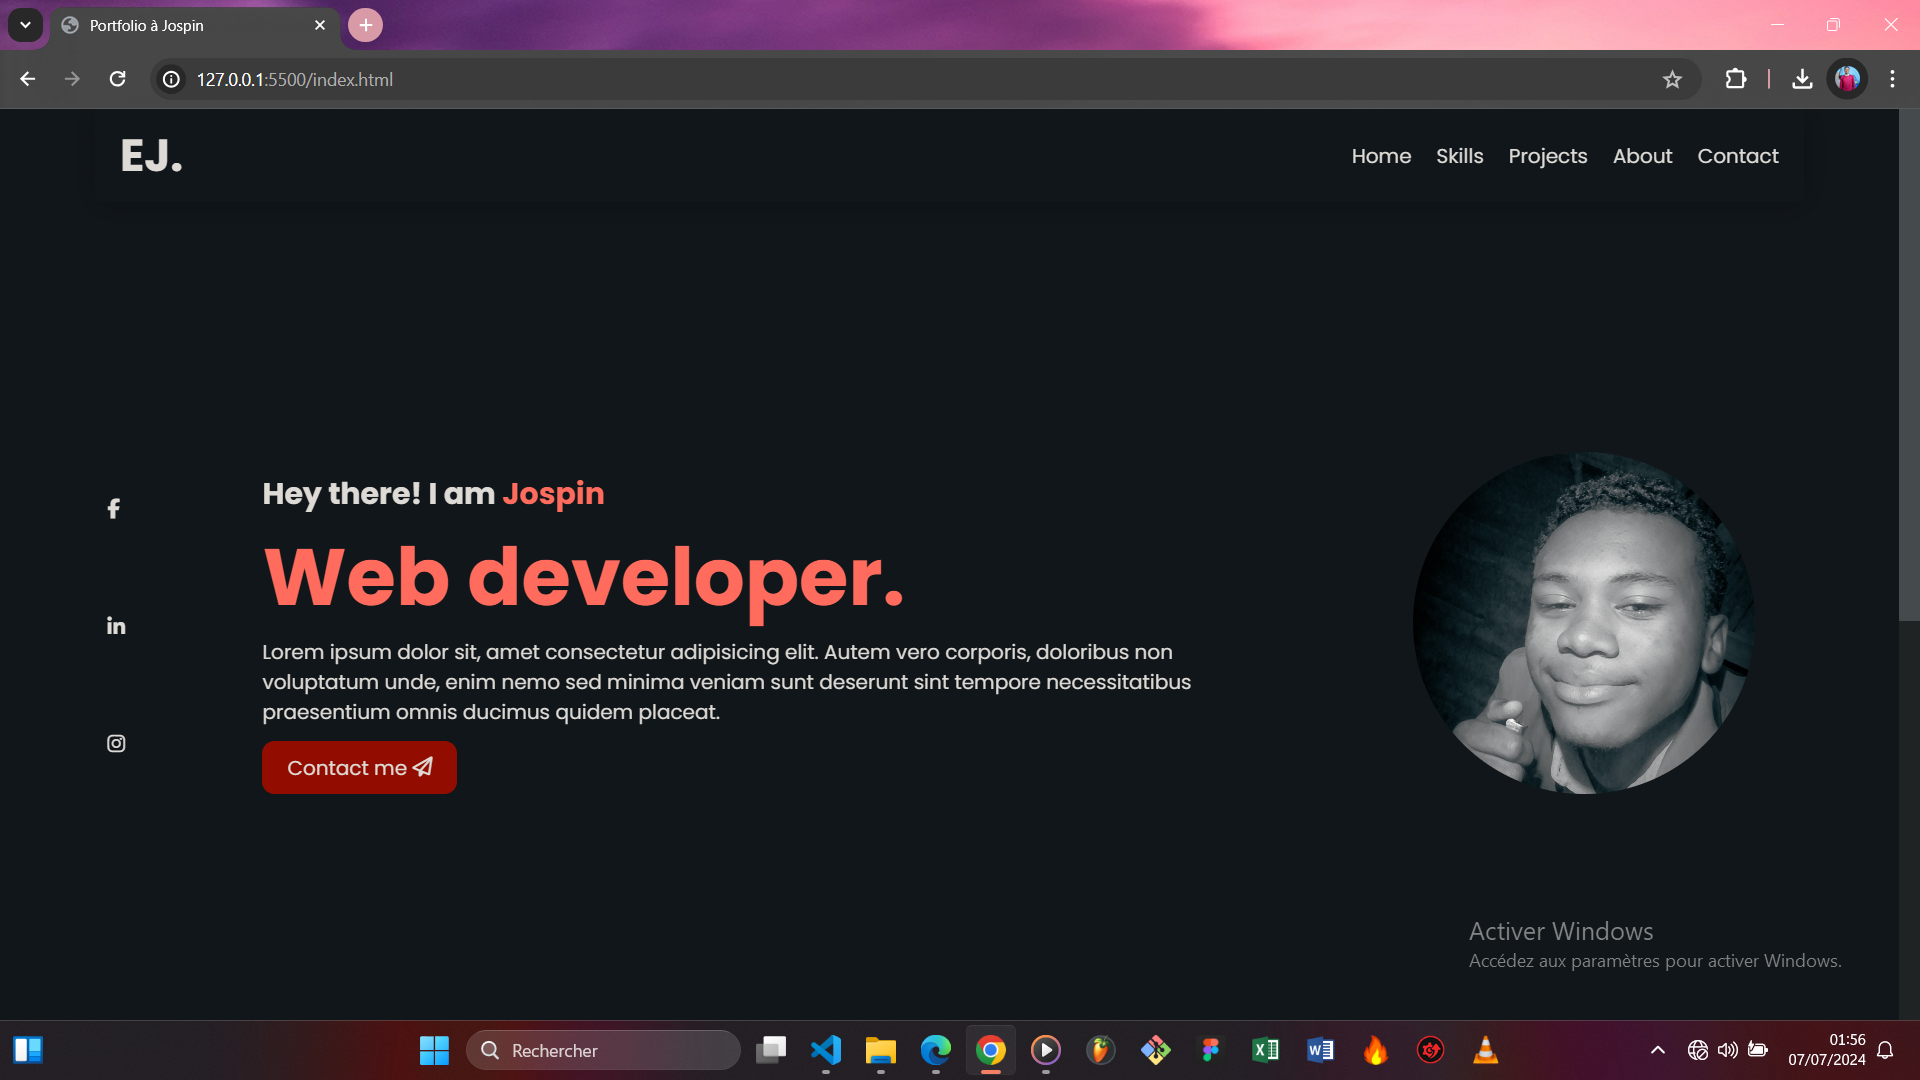 Portfolio à Jospin
127.0.0.1:5500/index.html
EJ.
Home Skills Projects About Contact
Hey there! I am Jospin
Web developer.
Lorem ipsum dolor sit, amet consectetur adipisicing elit. Autem vero corporis, doloribus non
voluptatum unde, enim nemo sed minima veniam sunt deserunt sint tempore necessitatibus
praesentium omnis ducimus quidem placeat.
Contact me
Activer Windows
Accédez aux paramètres pour activer Windows.
Rechercher
01:56
07/07/2024